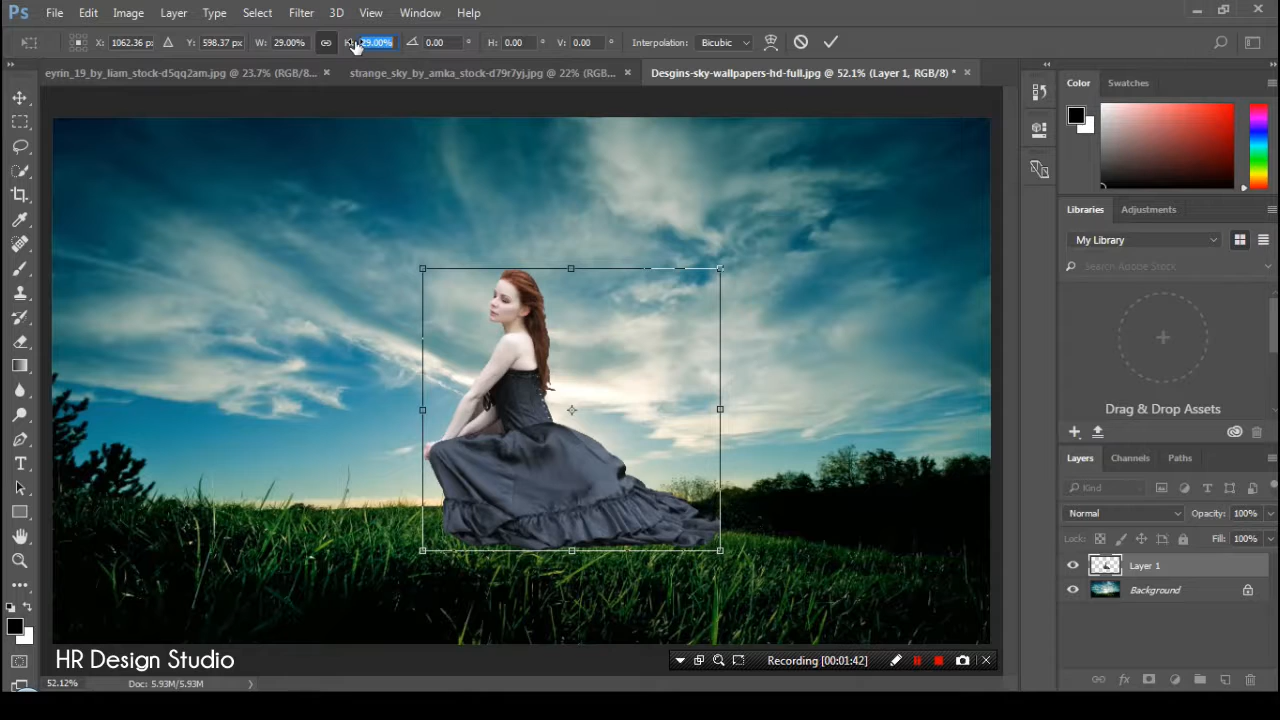 Ps File Edit Image Layer Type Select Filter 3D View Window Help
X: 1062.36 px Y: 598.37 px W: 29.00% 29.00% 0.00 ° H: 0.00 ° V: 0.00 ° Interpolation: Bicubic
eyrin_19_by_liam_stock-d5qq2am.jpg @ 23.7% (RGB/8... × strange_sky_by_amka_stock-d79r7yj.jpg @ 22% (RGB/... × Desgins-sky-wallpapers-hd-full.jpg @ 52.1% (Layer 1, RGB/8) * ×
Color Swatches
Libraries Adjustments
My Library
Search Adobe Stock
Drag & Drop Assets
Layers Channels Paths
Kind
Normal Opacity: 100%
Lock: Fill: 100%
Layer 1
Background
HR Design Studio
Recording [00:01:42]
52.12% Doc: 5.93M/5.93M